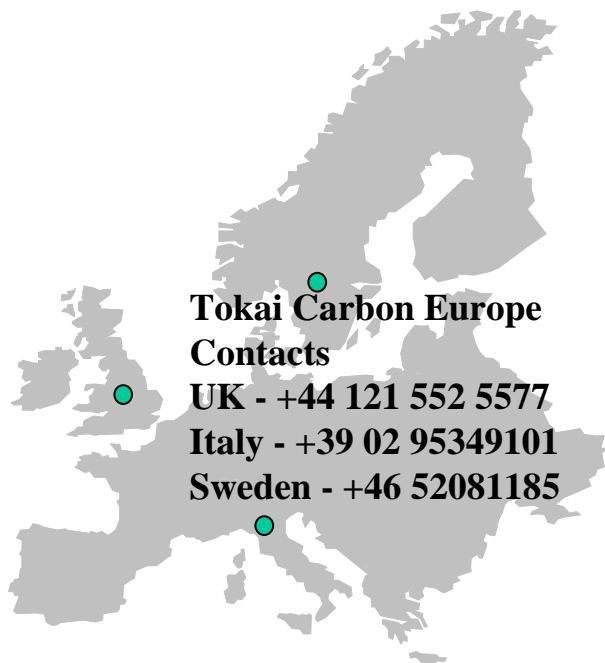 Tokai Carbon Europe
Contacts
UK - +44 121 552 5577
Italy - +39 02 95349101
Sweden - +46 52081185